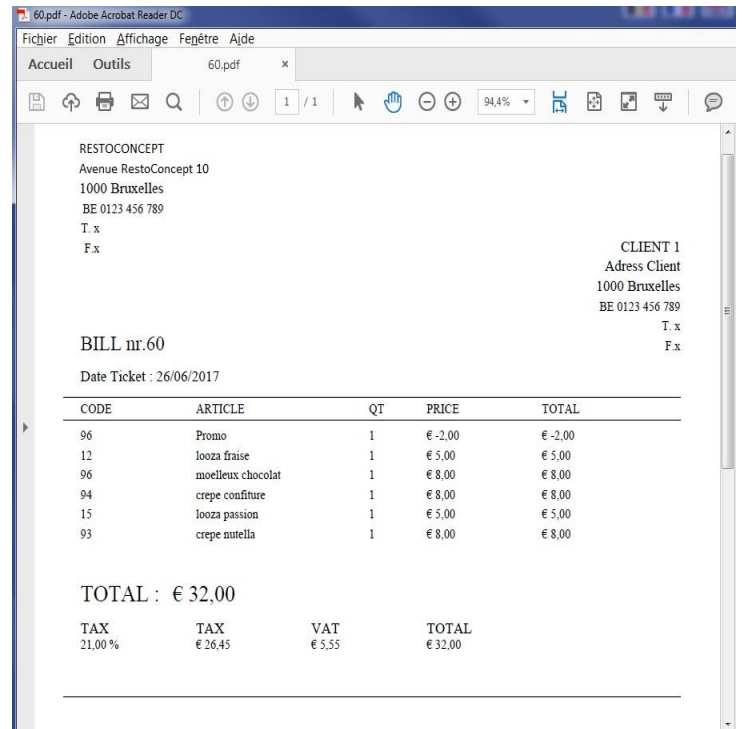 60.pdf - Adobe Acrobat Reader DC
Fichier Edition Affichage Fenêtre Aide
Accueil Outils 60.pdf ×
1 / 1 94,4%
RESTOCONCEPT
Avenue RestoConcept 10
1000 Bruxelles
BE 0123 456 789
T. x
F.x
CLIENT 1
Adress Client
1000 Bruxelles
BE 0123 456 789
T. x
F.x
BILL nr.60
Date Ticket : 26/06/2017
CODE ARTICLE QT PRICE TOTAL
96 Promo 1 € -2,00 € -2,00
12 looza fraise 1 € 5,00 € 5,00
96 moelleux chocolat 1 € 8,00 € 8,00
94 crepe confiture 1 € 8,00 € 8,00
15 looza passion 1 € 5,00 € 5,00
93 crepe nutella 1 € 8,00 € 8,00
TOTAL : € 32,00
TAX TAX VAT TOTAL
21,00 % € 26,45 € 5,55 € 32,00